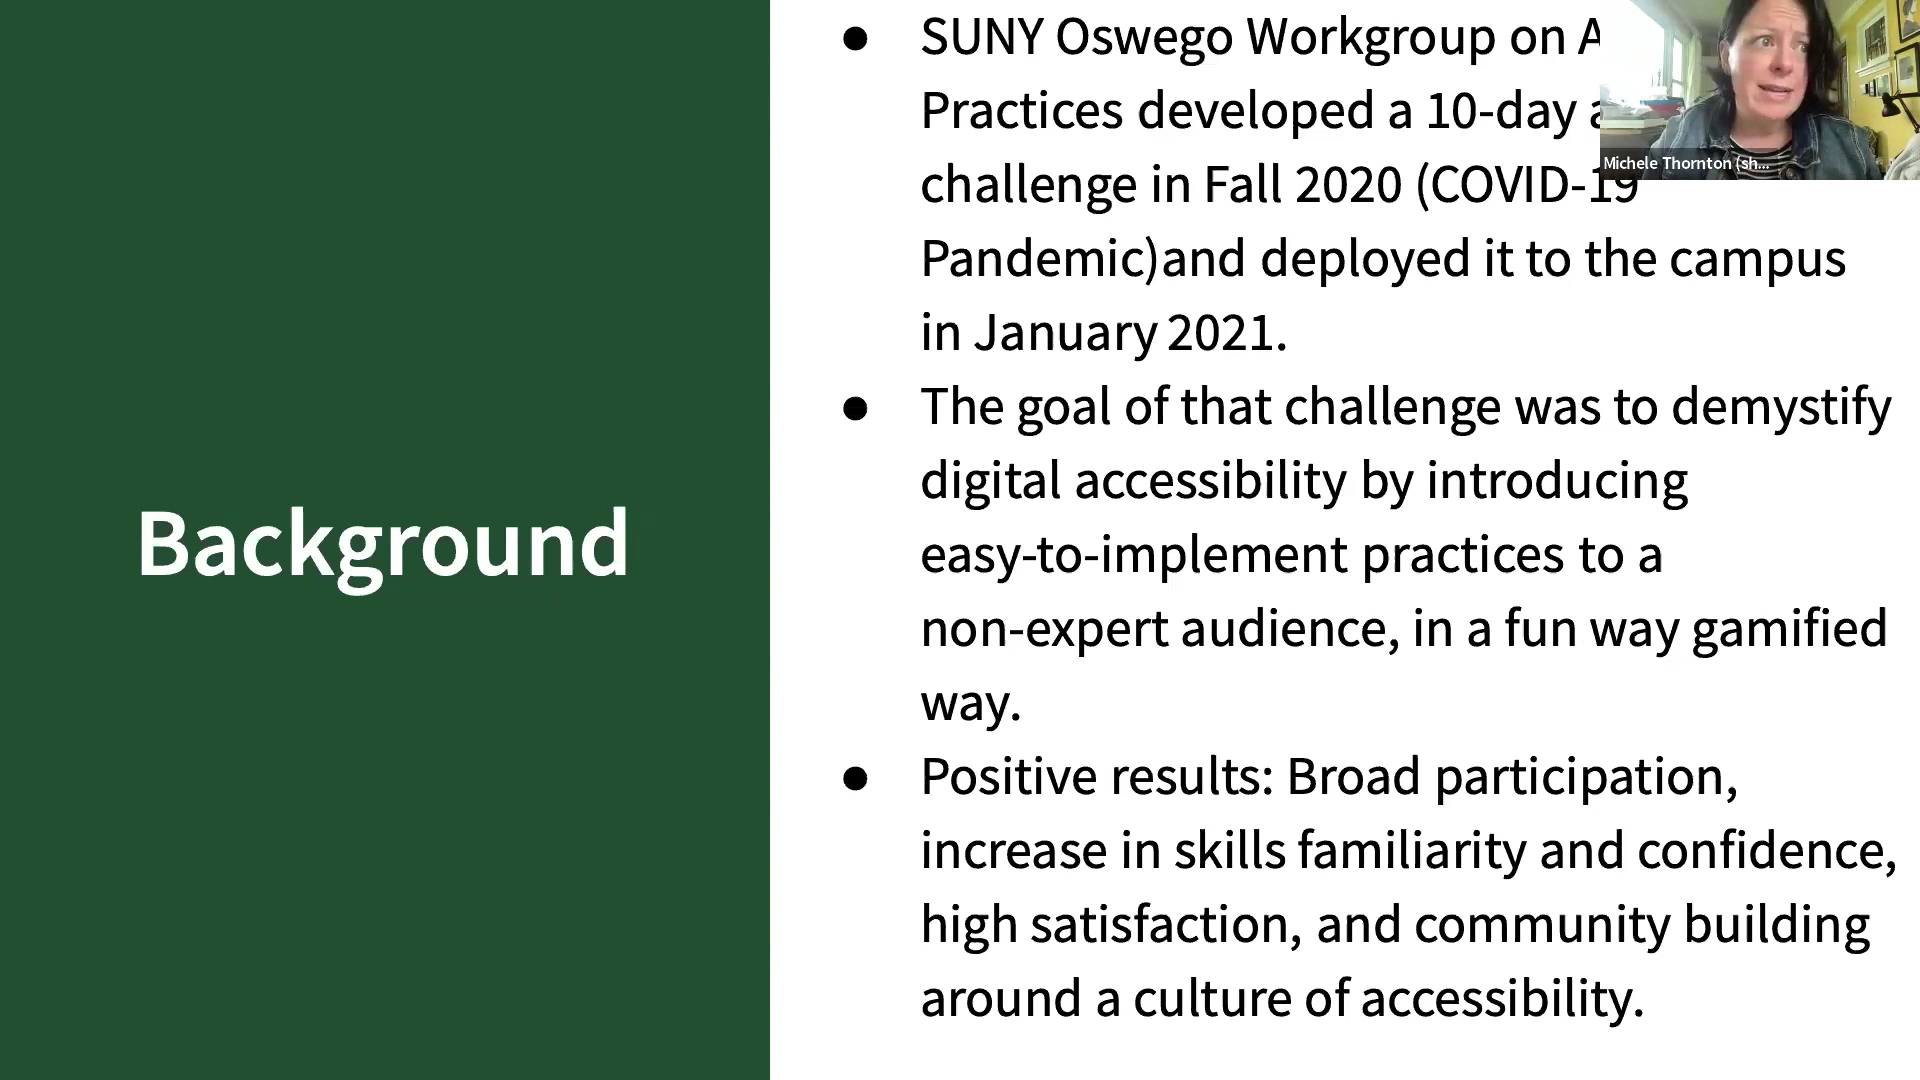 Background
● SUNY Oswego Workgroup on
Practices developed a 10-day
challenge in Fall 2020 (COVID-19
Pandemic)and deployed it to the campus
in January 2021.
● The goal of that challenge was to demystify
digital accessibility by introducing
easy-to-implement practices to a
non-expert audience, in a fun way gamified
way.
● Positive results: Broad participation,
increase in skills familiarity and confidence,
high satisfaction, and community building
around a culture of accessibility.
Michele Thornton (sh...